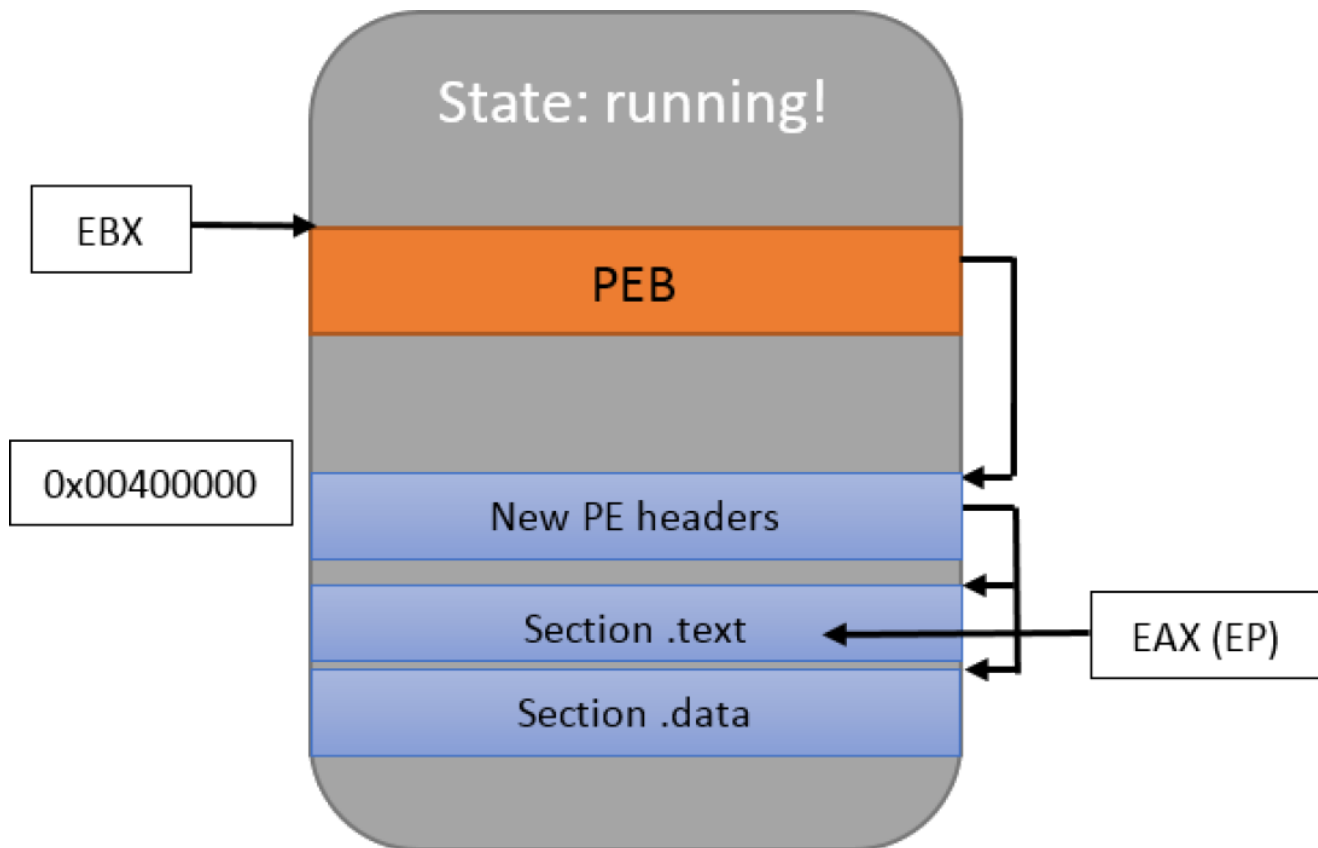 State: running!
EBX
PEB
0x00400000
New PE headers
Section .text
EAX (EP)
Section .data